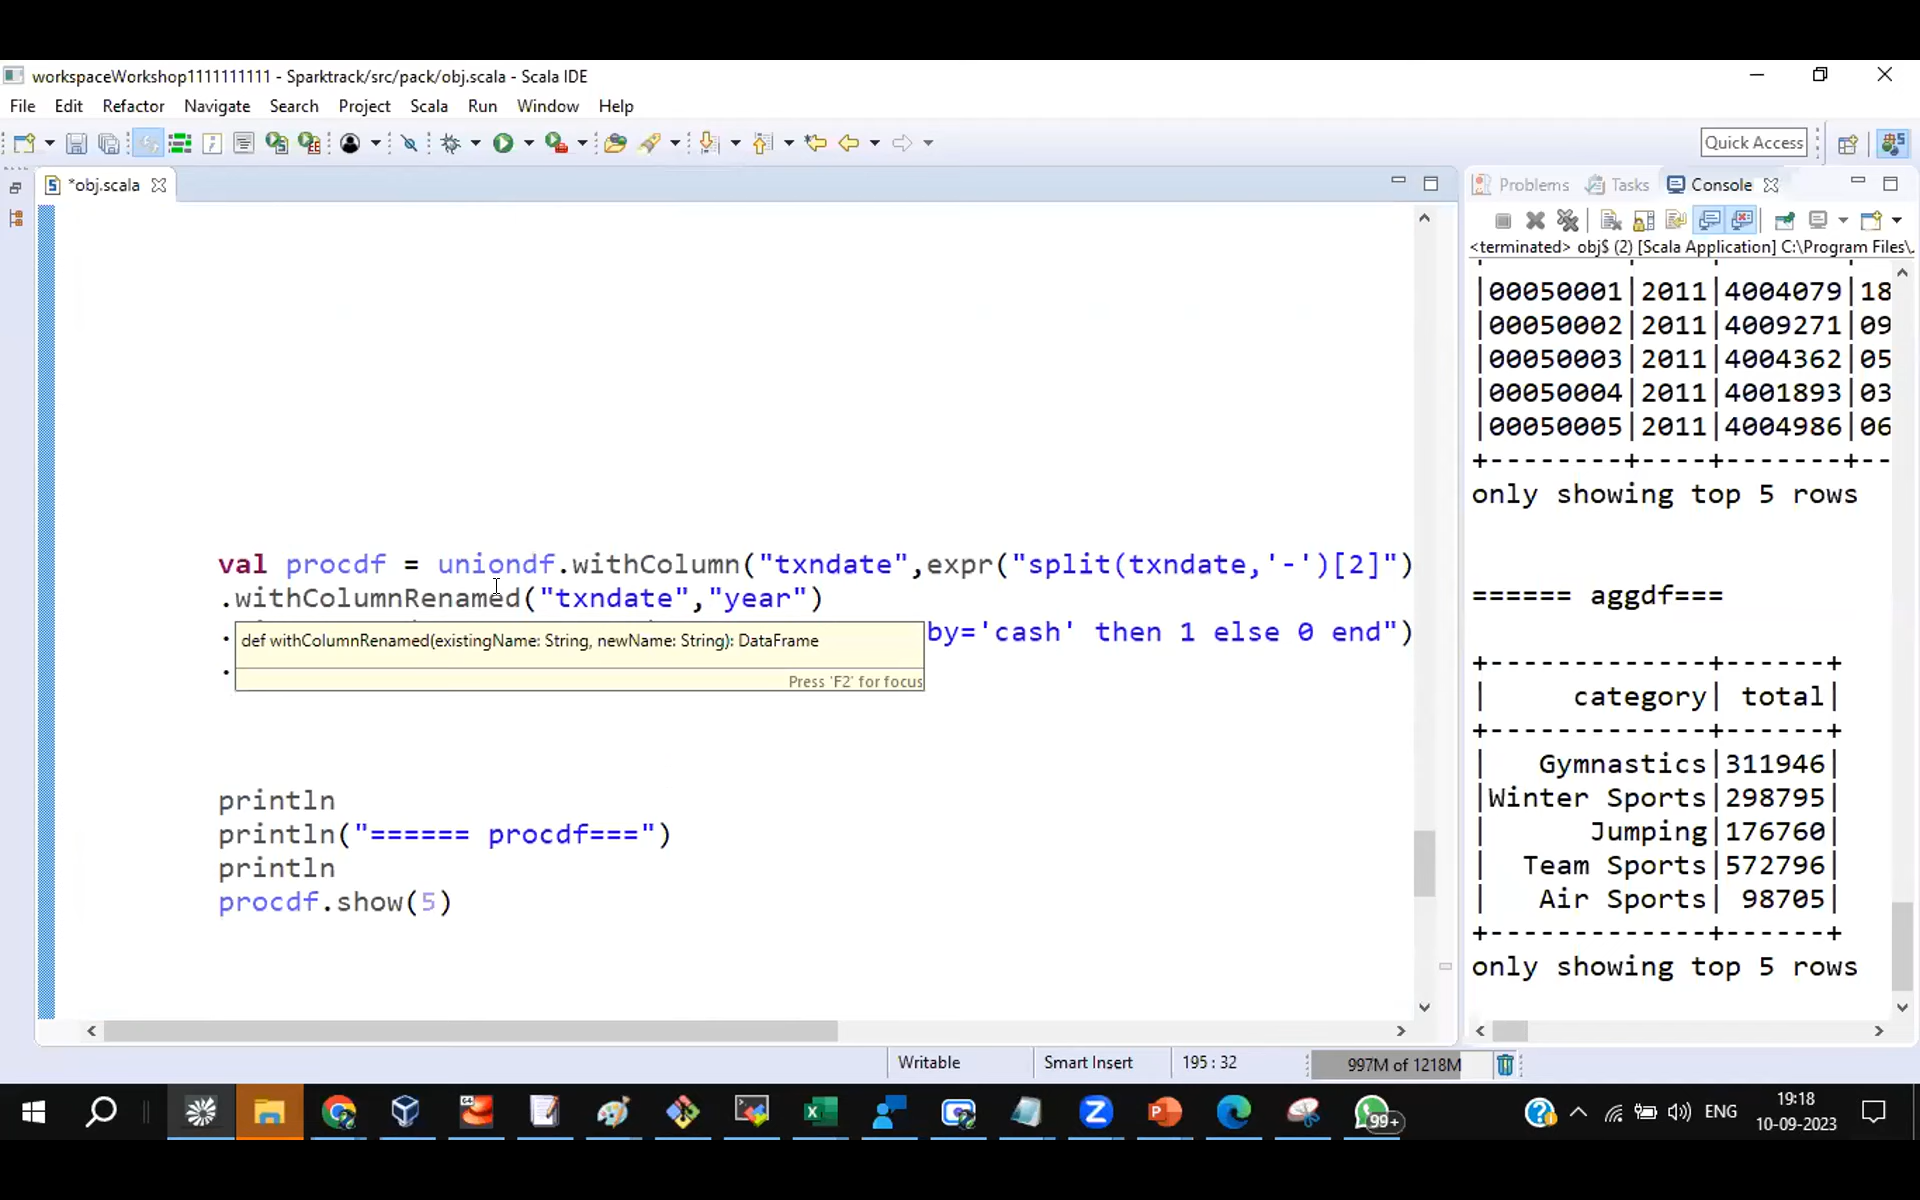 workspaceWorkshop1111111111 - Sparktrack/src/pack/obj.scala - Scala IDE
File Edit Refactor Navigate Search Project Scala Run Window Help
Quick Access
*obj.scala
Problems Tasks Console
<terminated> obj$ (2) [Scala Application] C:\Program Files\.
|00050001|2011|4004079|18
|00050002|2011|4009271|09
|00050003|2011|4004362|05
|00050004|2011|4001893|03
|00050005|2011|4004986|06
+--------+----+-------+--
only showing top 5 rows
====== aggdf===
+-------------+------+
|     category| total|
+-------------+------+
|   Gymnastics|311946|
|Winter Sports|298795|
|      Jumping|176760|
|  Team Sports|572796|
|   Air Sports| 98705|
+-------------+------+
only showing top 5 rows
val procdf = uniondf.withColumn("txndate",expr("split(txndate,'-')[2]")
.withColumnRenamed("txndate","year")
by='cash' then 1 else 0 end")
def withColumnRenamed(existingName: String, newName: String): DataFrame
Press 'F2' for focus
println
println("====== procdf===")
println
procdf.show(5)
Writable Smart Insert 195 : 32 997M of 1218M
64
99+
ENG
19:18
10-09-2023